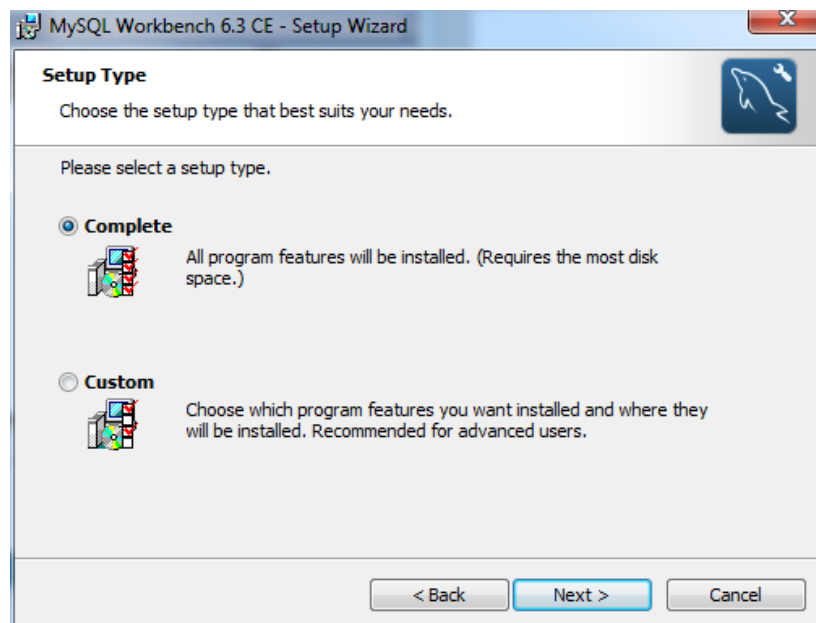 MySQL Workbench 6.3 CE - Setup Wizard
Setup Type
Choose the setup type that best suits your needs.
Please select a setup type.
Complete
All program features will be installed. (Requires the most disk
space.)
Custom
Choose which program features you want installed and where they
will be installed. Recommended for advanced users.
< Back
Next >
Cancel